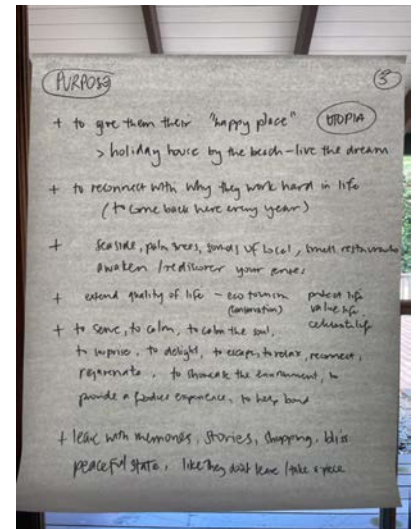 PURPOSE
3
+ to give them their "happy place" UTOPIA
> holiday house by the beach - live the dream
+ to reconnect with why they work hard in life
(to come back here every year)
+ seaside, palm trees, sounds of local, small restaurants
awaken / rediscover your
+ extend quality of life - eco tourism protect life
(conservation) value life
celebrate life
+ to serve, to calm, to calm the soul,
to surprise, to delight, to escape, to relax, reconnect,
rejuvenate, to showcase the environment, to
provide a foodies experience, to help bond
+ leave with memories, stories, shopping, bliss
peaceful state, like they don't leave / take a piece